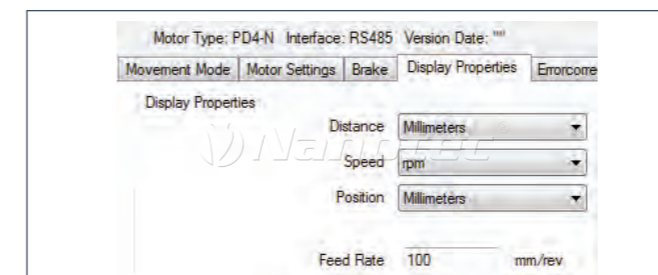 Motor Type: PD4-N Interface: RS485 Version Date: ""
Movement Mode Motor Settings Brake Display Properties
Display Properties
Distance Millimeters
Nanotec®
Speed rpm
Position Millimeters
Feed Rate 100 mm/rev